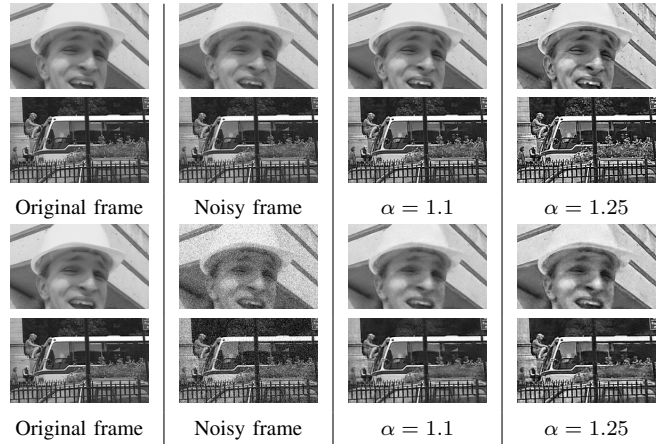 Original frame Noisy frame α = 1.1 α = 1.25
Original frame Noisy frame α = 1.1 α = 1.25